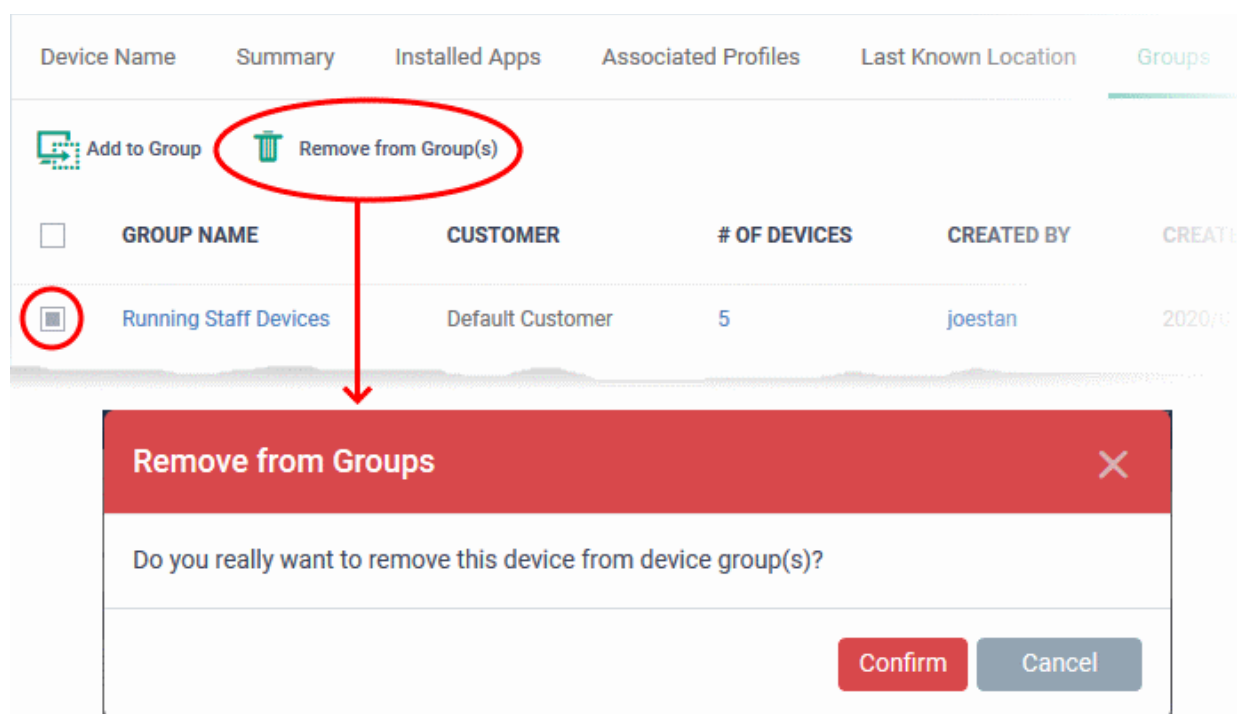 Device Name Summary Installed Apps Associated Profiles Last Known Location Groups
Add to Group Remove from Group(s)
GROUP NAME CUSTOMER # OF DEVICES CREATED BY
Running Staff Devices Default Customer 5 joestan
Remove from Groups
Do you really want to remove this device from device group(s)?
Confirm Cancel